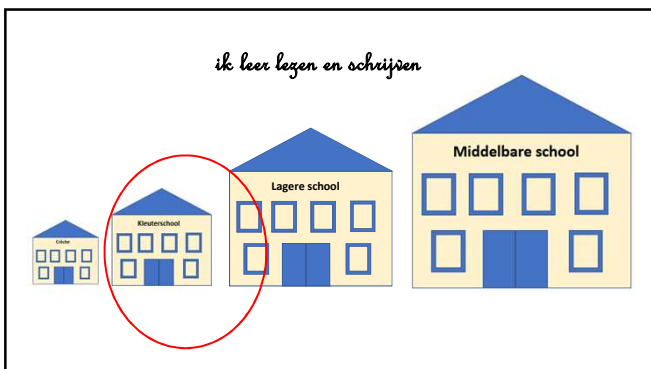 ik leer lezen en schrijven
Middelbare school
Lagere school
Kleuterschool
Crèche